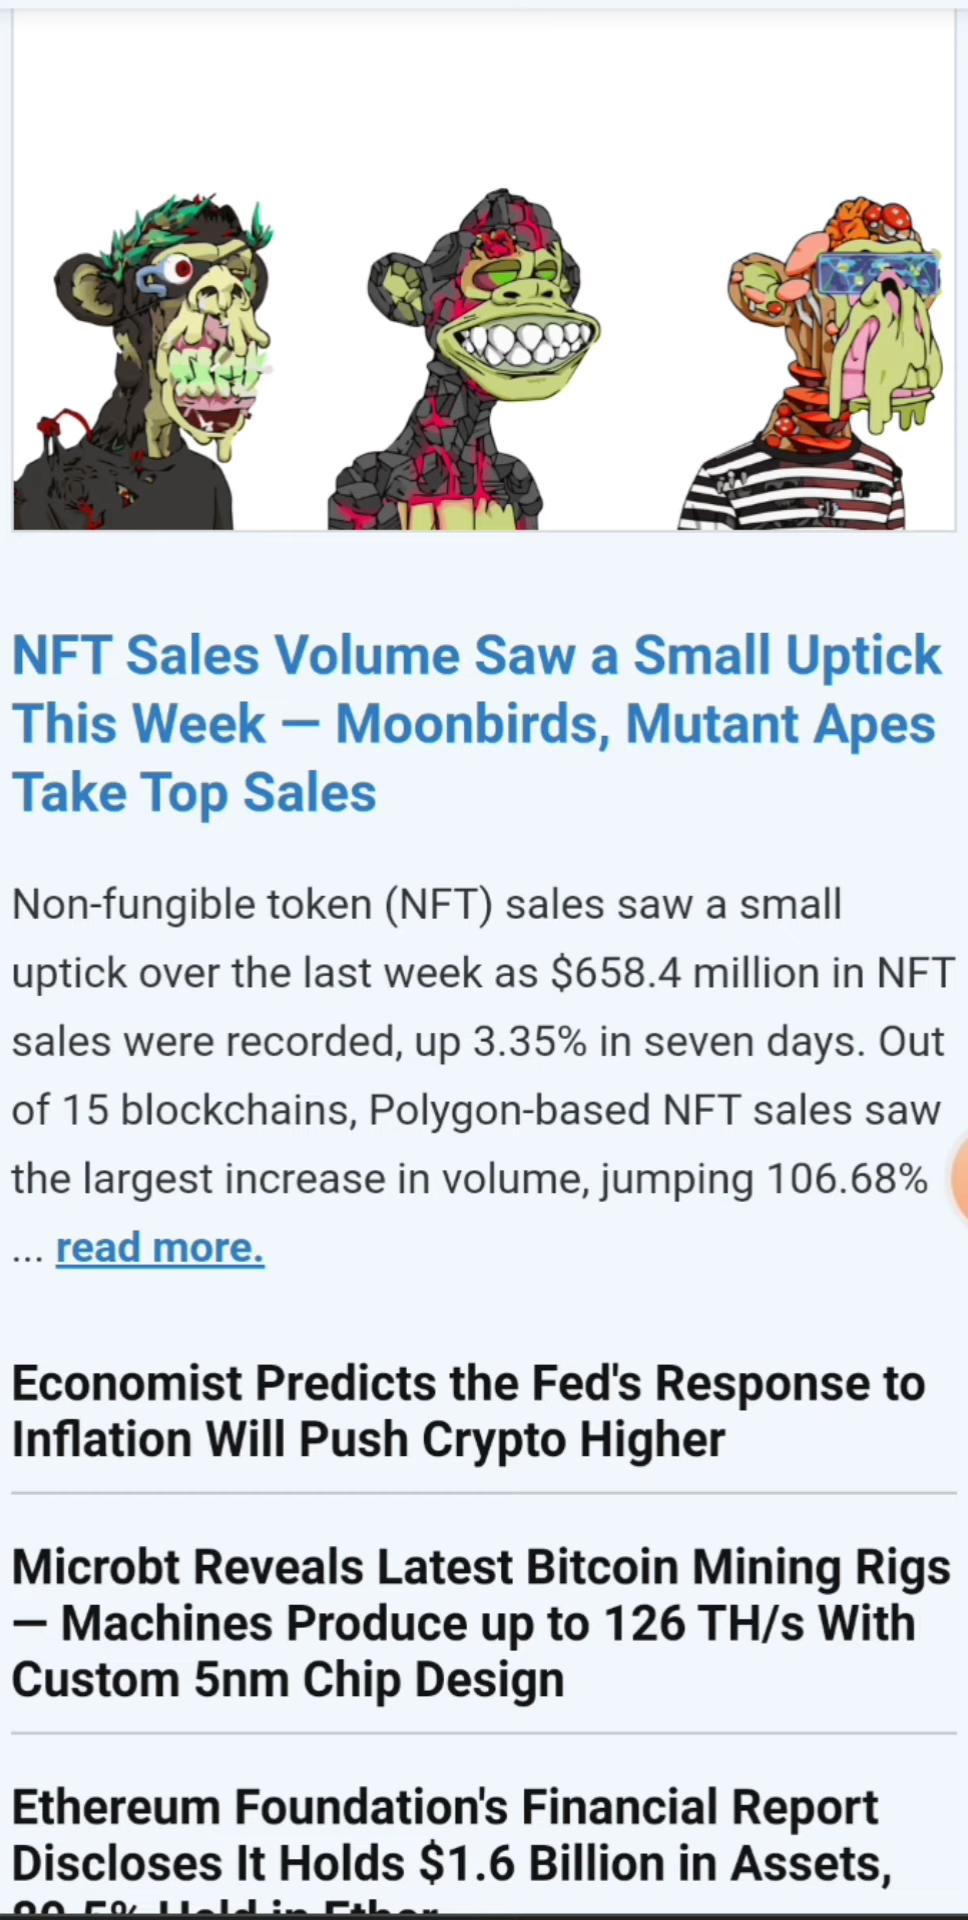 NFT Sales Volume Saw a Small Uptick
This Week — Moonbirds, Mutant Apes
Take Top Sales
Non-fungible token (NFT) sales saw a small
uptick over the last week as $658.4 million in NFT
sales were recorded, up 3.35% in seven days. Out
of 15 blockchains, Polygon-based NFT sales saw
the largest increase in volume, jumping 106.68%
... read more.
Economist Predicts the Fed's Response to
Inflation Will Push Crypto Higher
Microbt Reveals Latest Bitcoin Mining Rigs
— Machines Produce up to 126 TH/s With
Custom 5nm Chip Design
Ethereum Foundation's Financial Report
Discloses It Holds $1.6 Billion in Assets,
80.5% Held in Ether